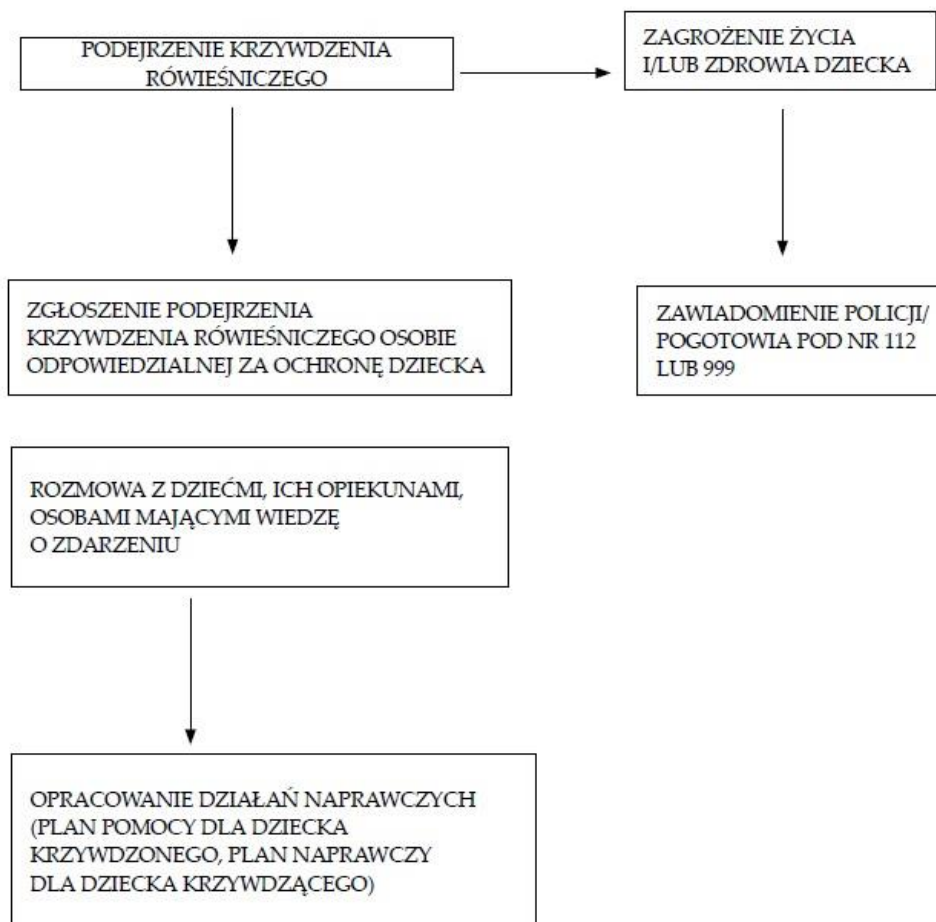 PODEJRZENIE KRZYWDZENIA
RÓWIEŚNICZEGO
ZAGROŻENIE ŻYCIA
I/LUB ZDROWIA DZIECKA
ZGŁOSZENIE PODEJRZENIA
KRZYWDZENIA RÓWIEŚNICZEGO OSOBIE
ODPOWIEDZIALNEJ ZA OCHRONĘ DZIECKA
ZAWIADOMIENIE POLICJI/
POGOTOWIA POD NR 112
LUB 999
ROZMOWA Z DZIEĆMI, ICH OPIEKUNAMI,
OSOBAMI MAJĄCYMI WIEDZĘ
O ZDARZENIU
OPRACOWANIE DZIAŁAŃ NAPRAWCZYCH
(PLAN POMOCY DLA DZIECKA
KRZYWDZONEGO, PLAN NAPRAWCZY
DLA DZIECKA KRZYWDZĄCEGO)